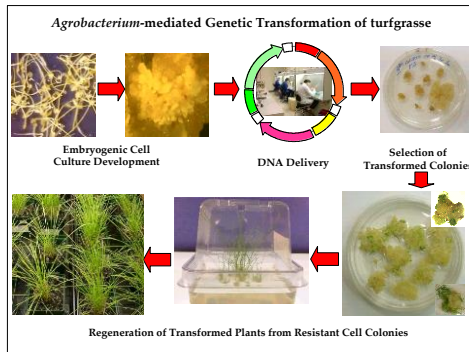 Agrobacterium-mediated Genetic Transformation of turfgrasse
Embryogenic Cell
Culture Development
DNA Delivery
Selection of
Transformed Colonies
Regeneration of Transformed Plants from Resistant Cell Colonies